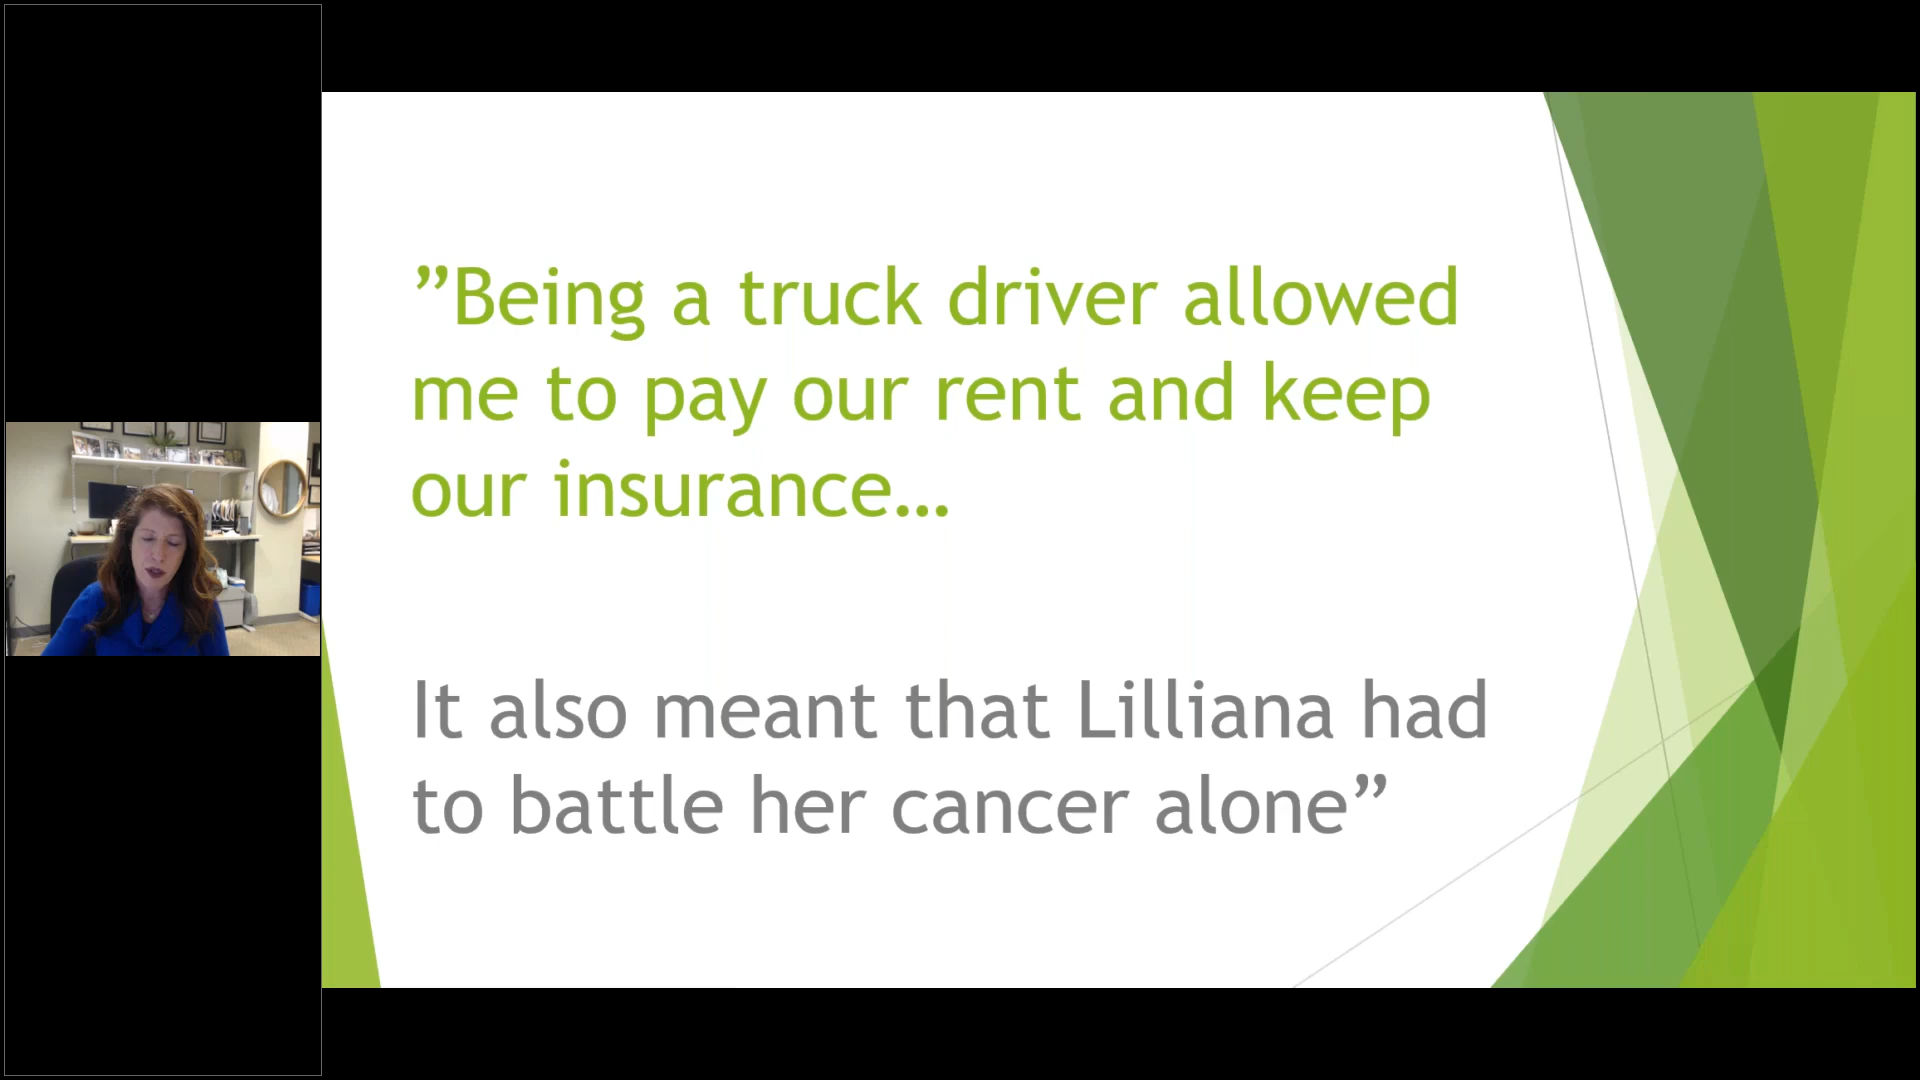 ”Being a truck driver allowed
me to pay our rent and keep
our insurance…
It also meant that Lilliana had
to battle her cancer alone”